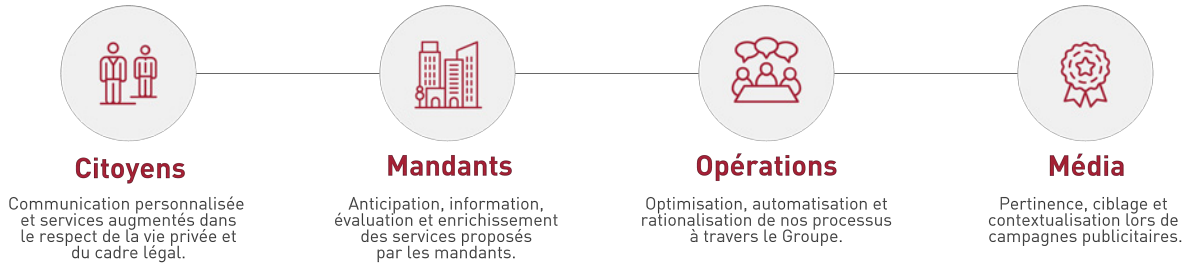 Citoyens
Communication personnalisée
et services augmentés dans
le respect de la vie privée et
du cadre légal.
Mandants
Anticipation, information,
évaluation et enrichissement
des services proposés
par les mandants.
Opérations
Optimisation, automatisation et
rationalisation de nos processus
à travers le Groupe.
Média
Pertinence, ciblage et
contextualisation lors de
campagnes publicitaires.